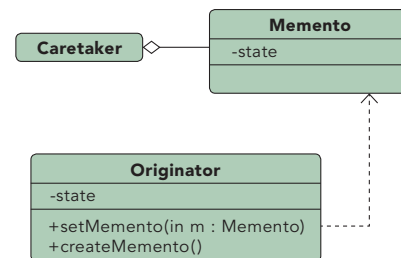 Memento
Caretaker
-state
Originator
-state
+setMemento(in m : Memento)
+createMemento()